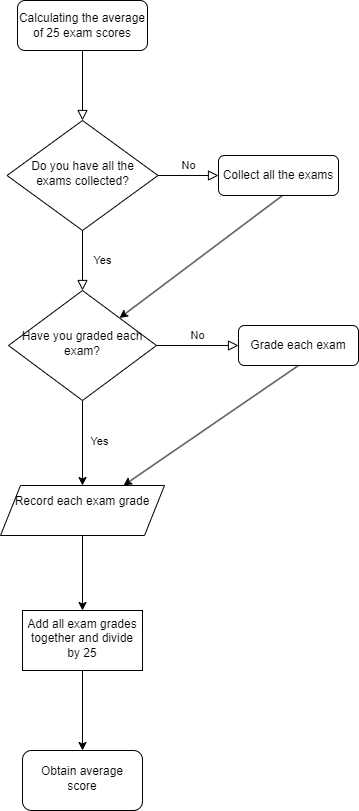 Calculating the average
of 25 exam scores
Do you have all the
exams collected?
No
Collect all the exams
Yes
Have you graded each
exam?
No
Grade each exam
Yes
Record each exam grade
Add all exam grades
together and divide
by 25
Obtain average
score